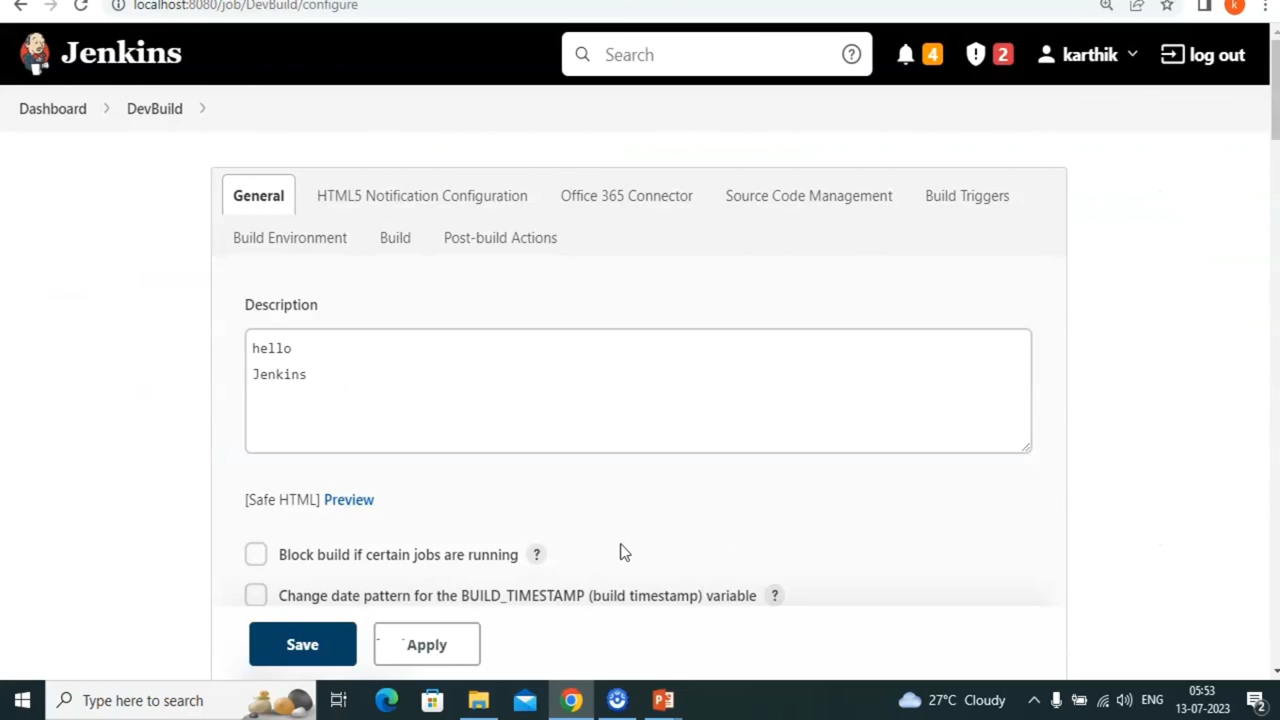 localhost:8080/job/DevBuild/configure
Jenkins
Search
4
2
karthik
log out
Dashboard
DevBuild
General
HTML5 Notification Configuration
Office 365 Connector
Source Code Management
Build Triggers
Build Environment
Build
Post-build Actions
Description
hello
Jenkins
[Safe HTML] Preview
Block build if certain jobs are running ?
Change date pattern for the BUILD_TIMESTAMP (build timestamp) variable ?
Save
Apply
Type here to search
27°C Cloudy
ENG
05:53
13-07-2023
2